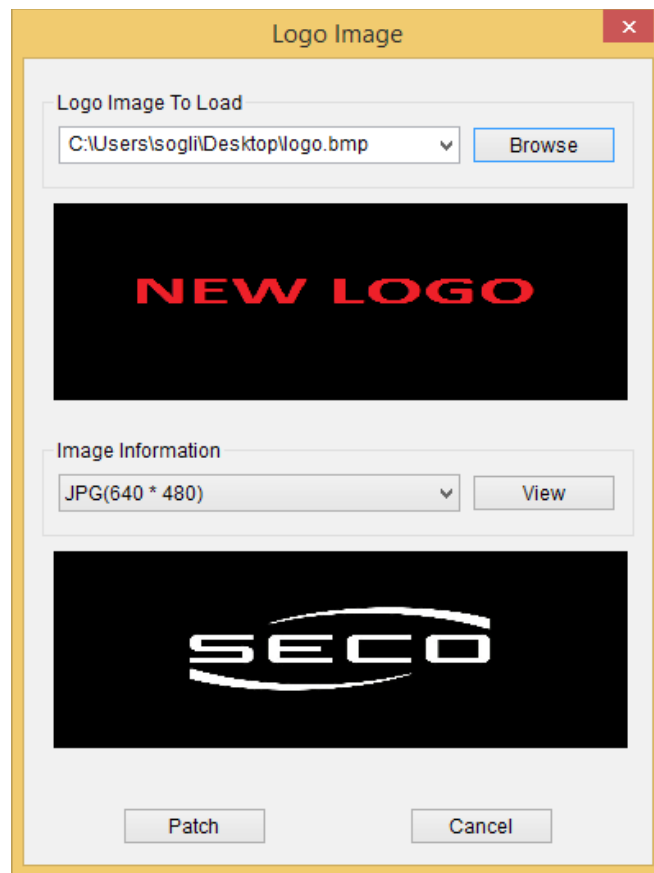 Logo Image
Logo Image To Load
C:\Users\sogli\Desktop\logo.bmp
Browse
NEW LOGO
Image Information
JPG(640 * 480)
View
SECO
Patch Cancel